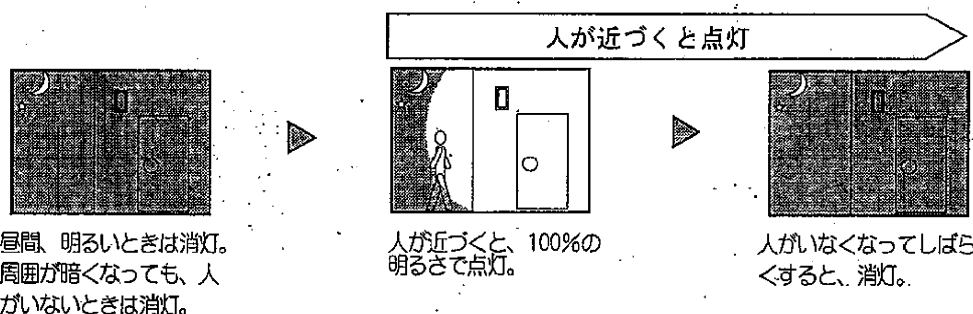 人が近づくと点灯
昼間、明るいときは消灯。
周囲が暗くなっても、人
がいないときは消灯。
人が近づくと、100%の
明るさで点灯。
人がいなくなってしばら
くすると、消灯。